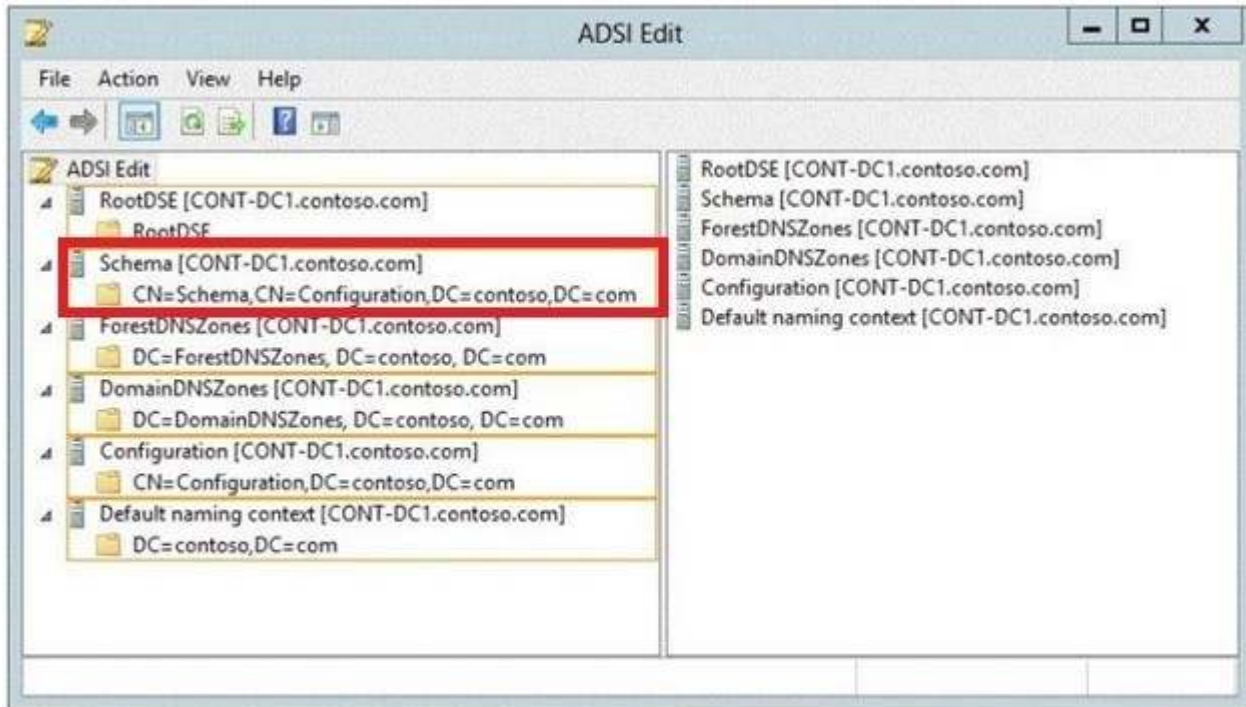 ADSI Edit
File Action View Help
ADSI Edit
RootDSE [CONT-DC1.contoso.com]
RootDSE
Schema [CONT-DC1.contoso.com]
CN=Schema,CN=Configuration,DC=contoso,DC=com
ForestDNSZones [CONT-DC1.contoso.com]
DC=ForestDNSZones, DC=contoso, DC=com
DomainDNSZones [CONT-DC1.contoso.com]
DC=DomainDNSZones, DC=contoso, DC=com
Configuration [CONT-DC1.contoso.com]
CN=Configuration,DC=contoso,DC=com
Default naming context [CONT-DC1.contoso.com]
DC=contoso,DC=com
RootDSE [CONT-DC1.contoso.com]
Schema [CONT-DC1.contoso.com]
ForestDNSZones [CONT-DC1.contoso.com]
DomainDNSZones [CONT-DC1.contoso.com]
Configuration [CONT-DC1.contoso.com]
Default naming context [CONT-DC1.contoso.com]